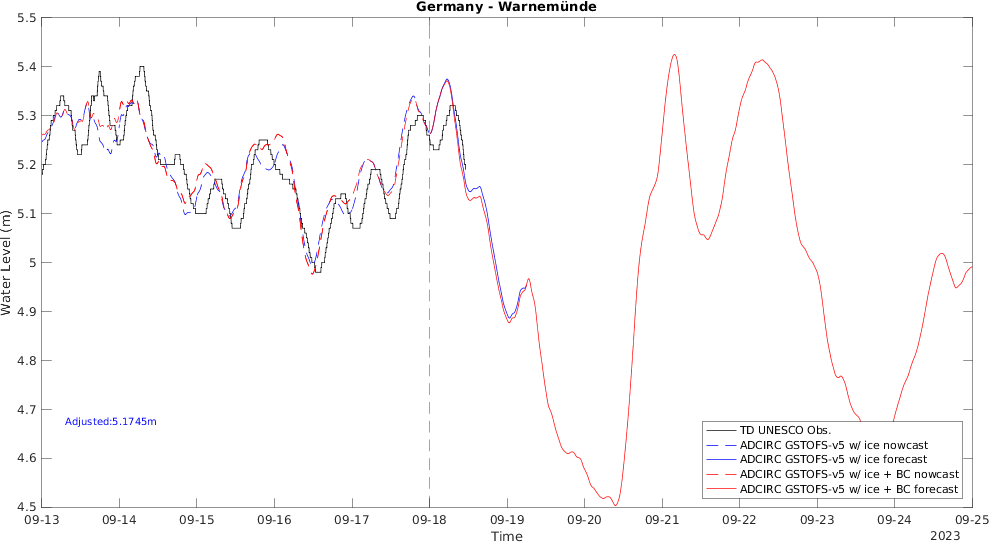 Germany - Warnemünde
5.5
5.4
5.3
5.2
5.1
5
4.9
4.8
4.7
4.6
4.5
Water Level (m)
Adjusted:5.1745m
TD UNESCO Obs.
ADCIRC GSTOFS-v5 w/ ice nowcast
ADCIRC GSTOFS-v5 w/ ice forecast
ADCIRC GSTOFS-v5 w/ ice + BC nowcast
ADCIRC GSTOFS-v5 w/ ice + BC forecast
09-13 09-14 09-15 09-16 09-17 09-18 09-19 09-20 09-21 09-22 09-23 09-24 09-25
Time
2023